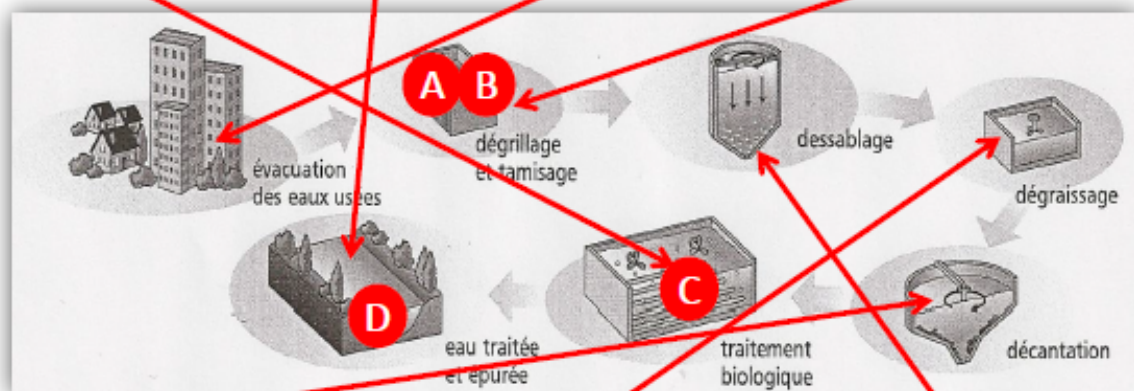 A B
évacuation
des eaux usées
dégrillage
et tamisage
dessablage
dégraissage
D
eau traitée
et épurée
C
traitement
biologique
décantation